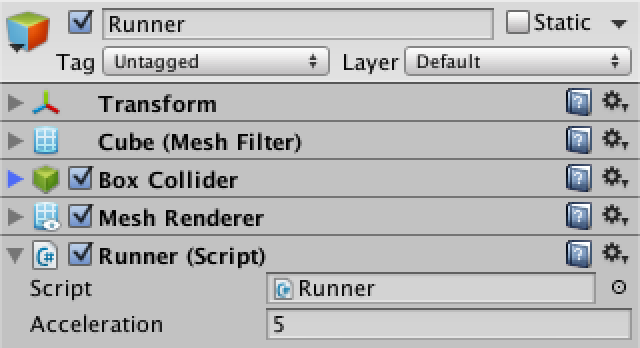 Runner Static
Tag Untagged Layer Default
Transform
Cube (Mesh Filter)
Box Collider
Mesh Renderer
C# Runner (Script)
Script C# Runner
Acceleration 5